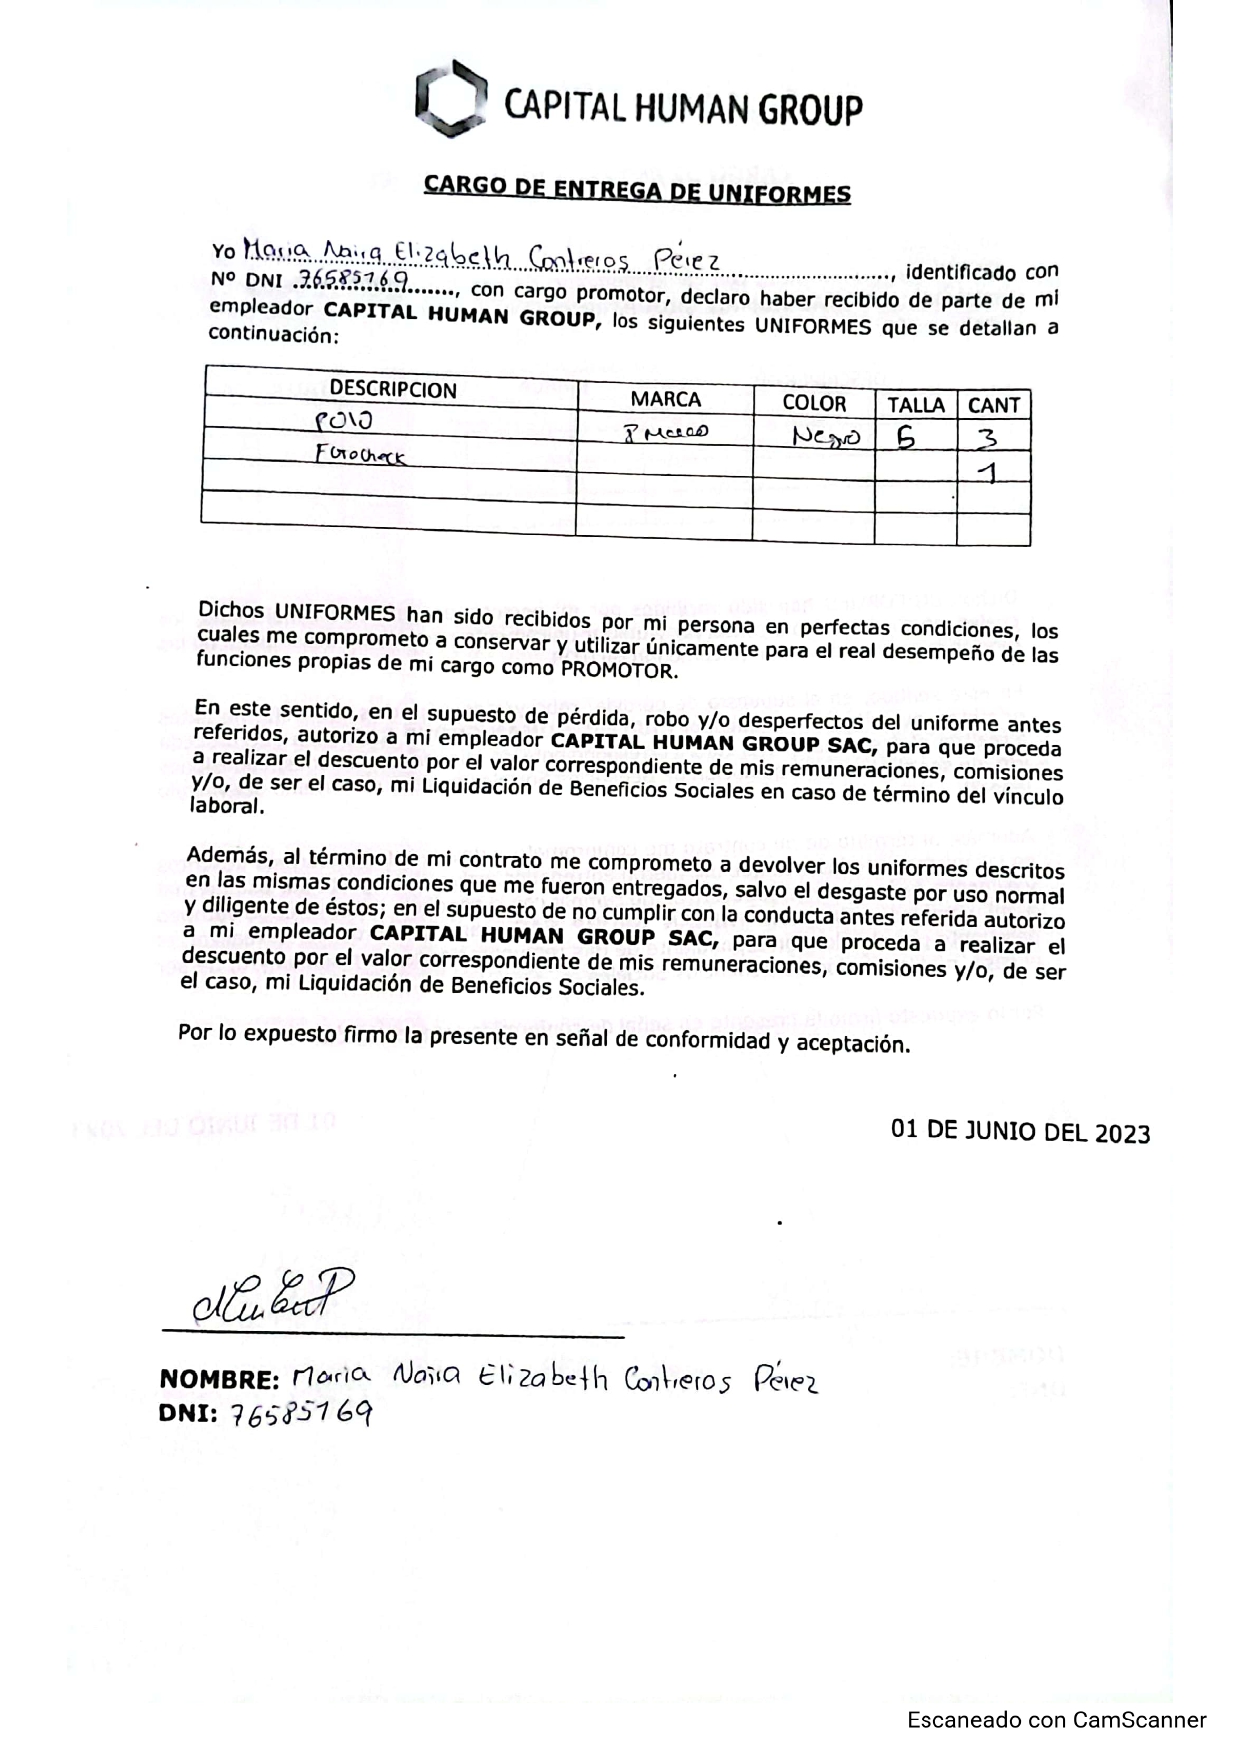 CAPITAL HUMAN GROUP
CARGO DE ENTREGA DE UNIFORMES
Yo Maria Naira Elizabeth Contreras Pérez, identificado con
Nº DNI 76585169, con cargo promotor, declaro haber recibido de parte de mi
empleador CAPITAL HUMAN GROUP, los siguientes UNIFORMES que se detallan a
continuación:
DESCRIPCION MARCA COLOR TALLA CANT
POLO Negro 3
Fotocheck 1
Dichos UNIFORMES han sido recibidos por mi persona en perfectas condiciones, los
cuales me comprometo a conservar y utilizar únicamente para el real desempeño de las
funciones propias de mi cargo como PROMOTOR.
En este sentido, en el supuesto de pérdida, robo y/o desperfectos del uniforme antes
referidos, autorizo a mi empleador CAPITAL HUMAN GROUP SAC, para que proceda
a realizar el descuento por el valor correspondiente de mis remuneraciones, comisiones
y/o, de ser el caso, mi Liquidación de Beneficios Sociales en caso de término del vínculo
laboral.
Además, al término de mi contrato me comprometo a devolver los uniformes descritos
en las mismas condiciones que me fueron entregados, salvo el desgaste por uso normal
y diligente de éstos; en el supuesto de no cumplir con la conducta antes referida autorizo
a mi empleador CAPITAL HUMAN GROUP SAC, para que proceda a realizar el
descuento por el valor correspondiente de mis remuneraciones, comisiones y/o, de ser
el caso, mi Liquidación de Beneficios Sociales.
Por lo expuesto firmo la presente en señal de conformidad y aceptación.
01 DE JUNIO DEL 2023
NOMBRE: Maria Naira Elizabeth Contreras Pérez
DNI: 76585169
Escaneado con CamScanner